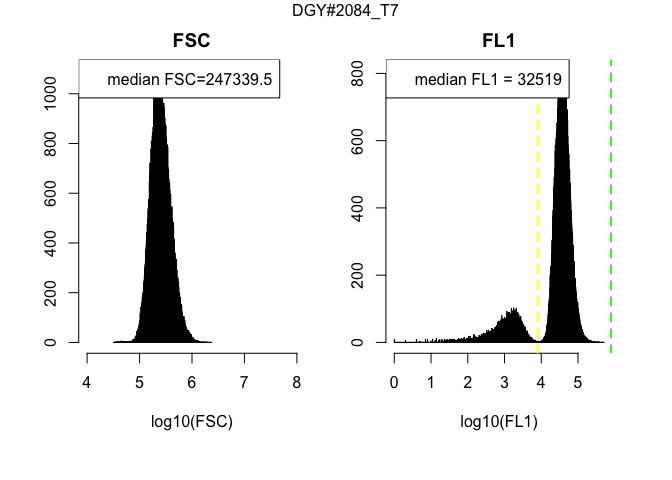 DGY#2084_T7
FSC
median FSC=247339.5
0 200 400 600 800 1000
4 5 6 7 8
log10(FSC)
FL1
median FL1 = 32519
0 200 400 600 800
0 1 2 3 4 5
log10(FL1)